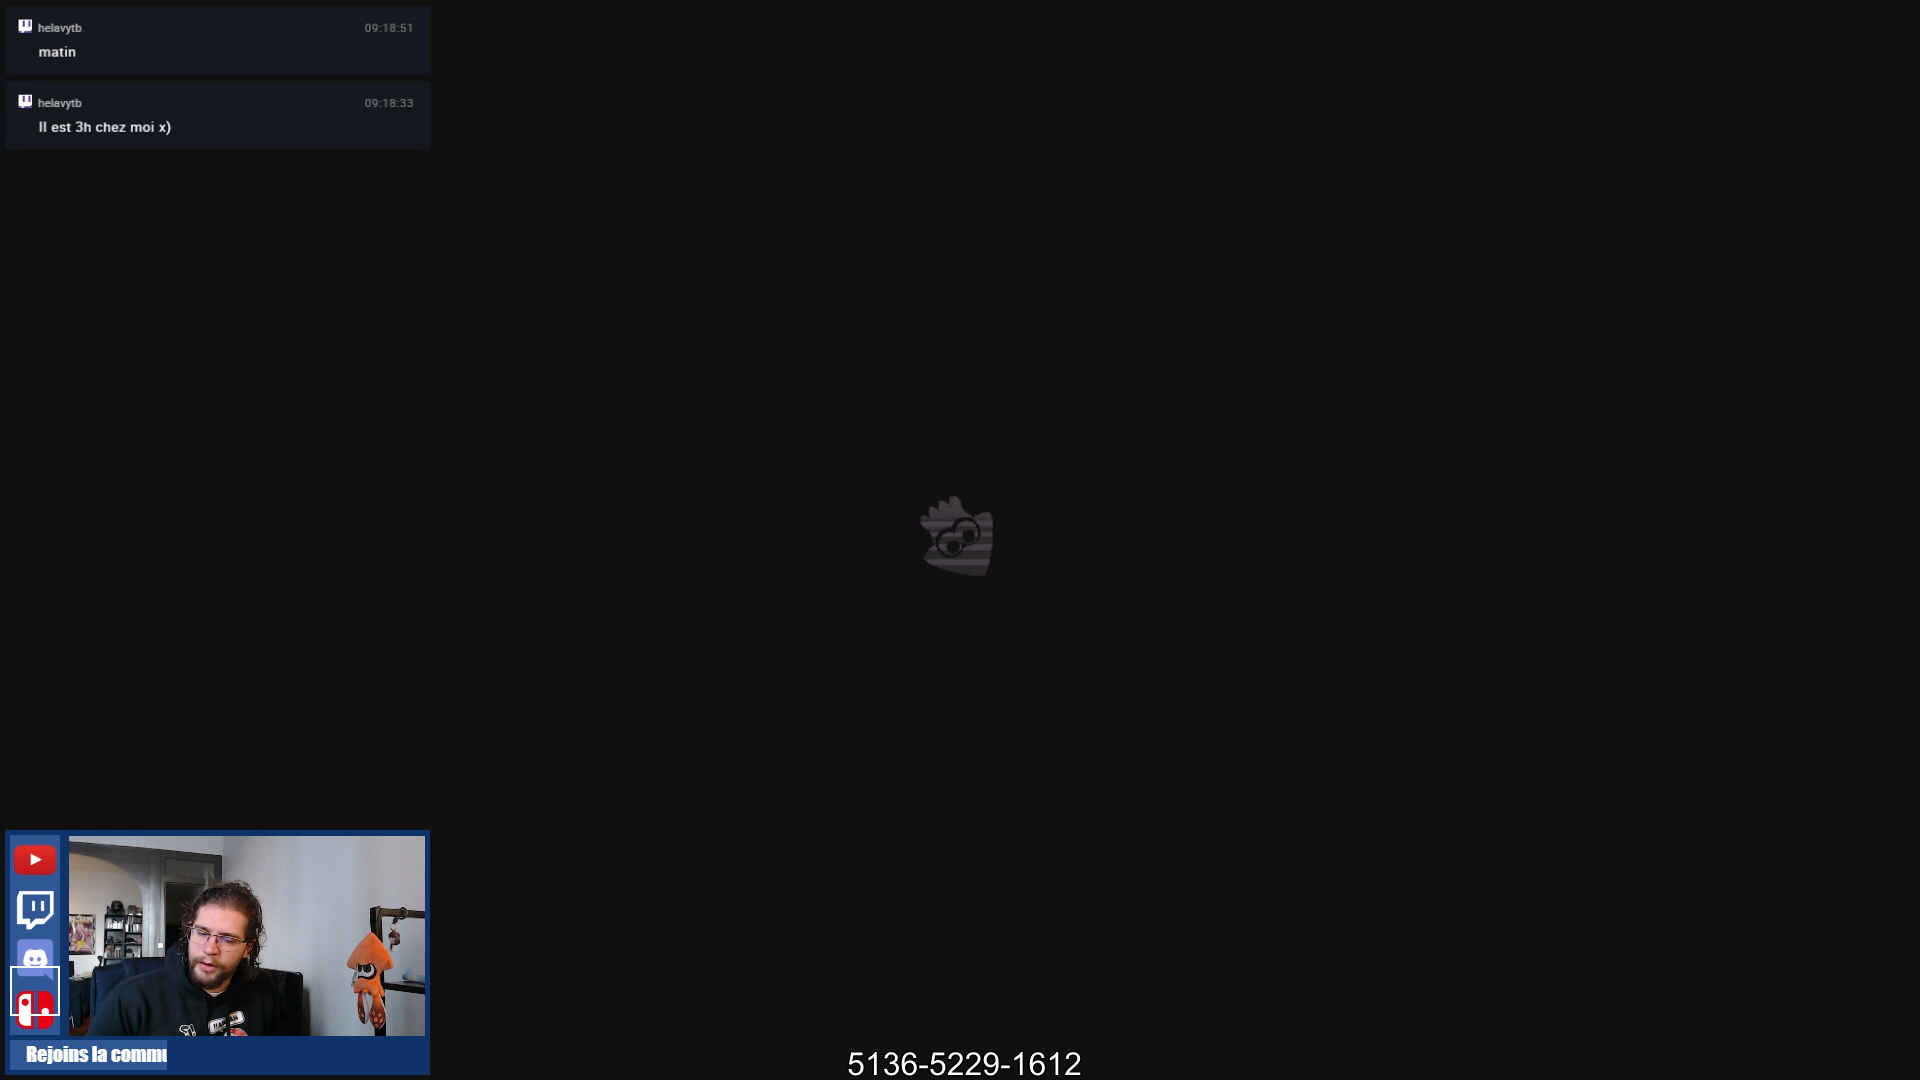 helavytb 09:18:51
matin
helavytb 09:18:33
Il est 3h chez moi x)
Rejoins la commu
5136-5229-1612